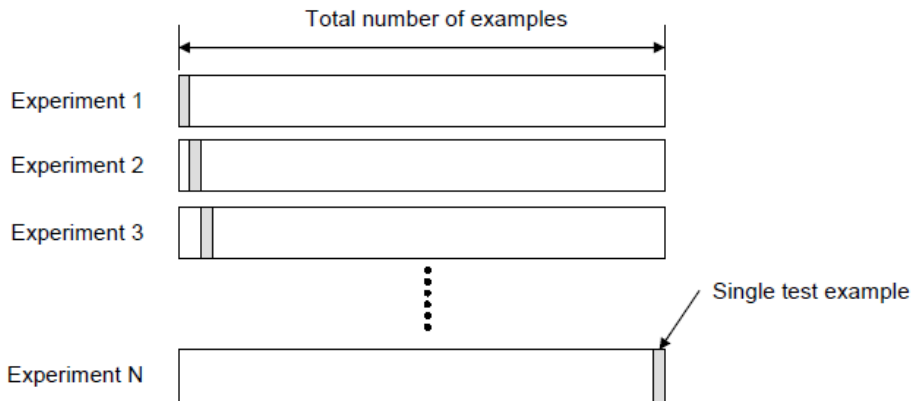 Total number of examples
Experiment 1
Experiment 2
Experiment 3
Single test example
Experiment N